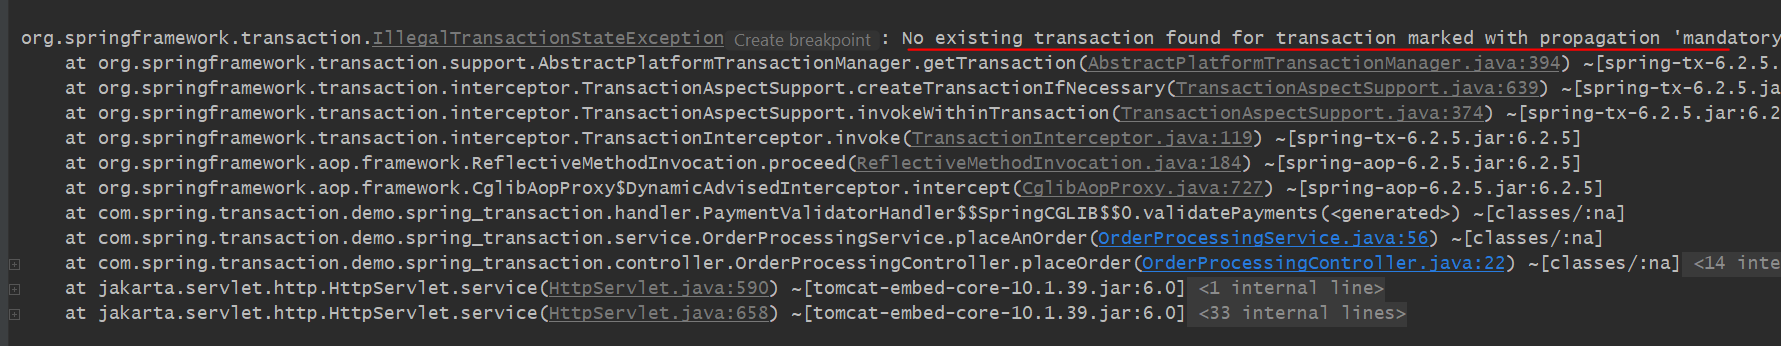 org.springframework.transaction.IllegalTransactionStateException Create breakpoint : No existing transaction found for transaction marked with propagation 'mandatory
at org.springframework.transaction.support.AbstractPlatformTransactionManager.getTransaction(AbstractPlatformTransactionManager.java:394) ~[spring-tx-6.2.5.
at org.springframework.transaction.interceptor.TransactionAspectSupport.createTransactionIfNecessary(TransactionAspectSupport.java:639) ~[spring-tx-6.2.5.ja
at org.springframework.transaction.interceptor.TransactionAspectSupport.invokeWithinTransaction(TransactionAspectSupport.java:374) ~[spring-tx-6.2.5.jar:6.2
at org.springframework.transaction.interceptor.TransactionInterceptor.invoke(TransactionInterceptor.java:119) ~[spring-tx-6.2.5.jar:6.2.5]
at org.springframework.aop.framework.ReflectiveMethodInvocation.proceed(ReflectiveMethodInvocation.java:184) ~[spring-aop-6.2.5.jar:6.2.5]
at org.springframework.aop.framework.CglibAopProxy$DynamicAdvisedInterceptor.intercept(CglibAopProxy.java:727) ~[spring-aop-6.2.5.jar:6.2.5]
at com.spring.transaction.demo.spring_transaction.handler.PaymentValidatorHandler$$SpringCGLIB$$0.validatePayments(<generated>) ~[classes/:na]
at com.spring.transaction.demo.spring_transaction.service.OrderProcessingService.placeAnOrder(OrderProcessingService.java:56) ~[classes/:na]
at com.spring.transaction.demo.spring_transaction.controller.OrderProcessingController.placeOrder(OrderProcessingController.java:22) ~[classes/:na] <14 inte
at jakarta.servlet.http.HttpServlet.service(HttpServlet.java:590) ~[tomcat-embed-core-10.1.39.jar:6.0] <1 internal line>
at jakarta.servlet.http.HttpServlet.service(HttpServlet.java:658) ~[tomcat-embed-core-10.1.39.jar:6.0] <33 internal lines>